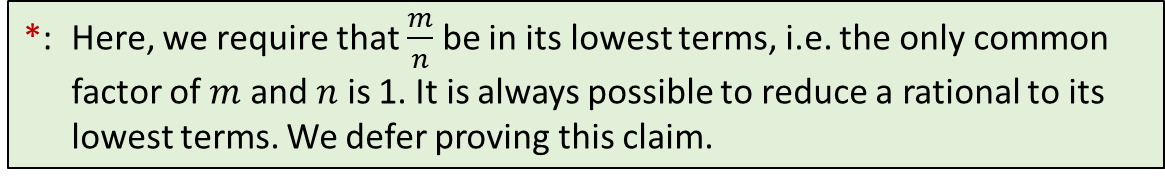 *: Here, we require that m/n be in its lowest terms, i.e. the only common
factor of m and n is 1. It is always possible to reduce a rational to its
lowest terms. We defer proving this claim.